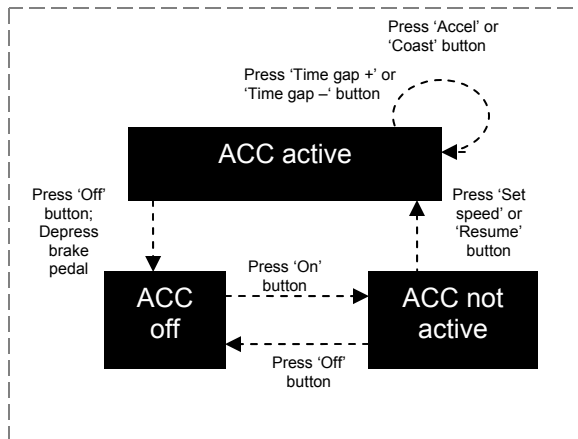 Press ‘Accel’ or
‘Coast’ button
Press ‘Time gap +’ or
‘Time gap –‘ button
ACC active
Press ‘Off’
button;
Depress
brake
pedal
Press ‘Set
speed’ or
‘Resume’
button
Press ‘On’
button
ACC
off
ACC not
active
Press ‘Off’
button